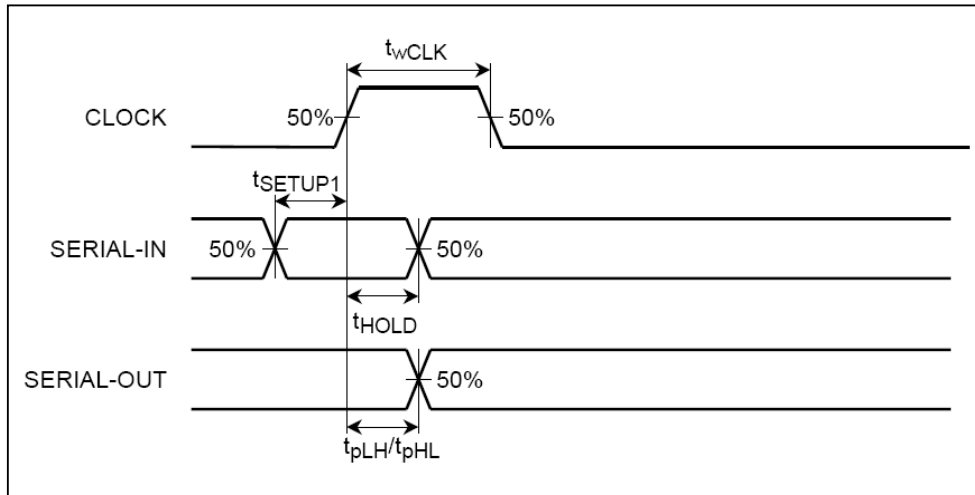 twCLK
CLOCK 50% 50%
tSETUP1
SERIAL-IN 50% 50%
tHOLD
SERIAL-OUT 50%
tpLH/tpHL